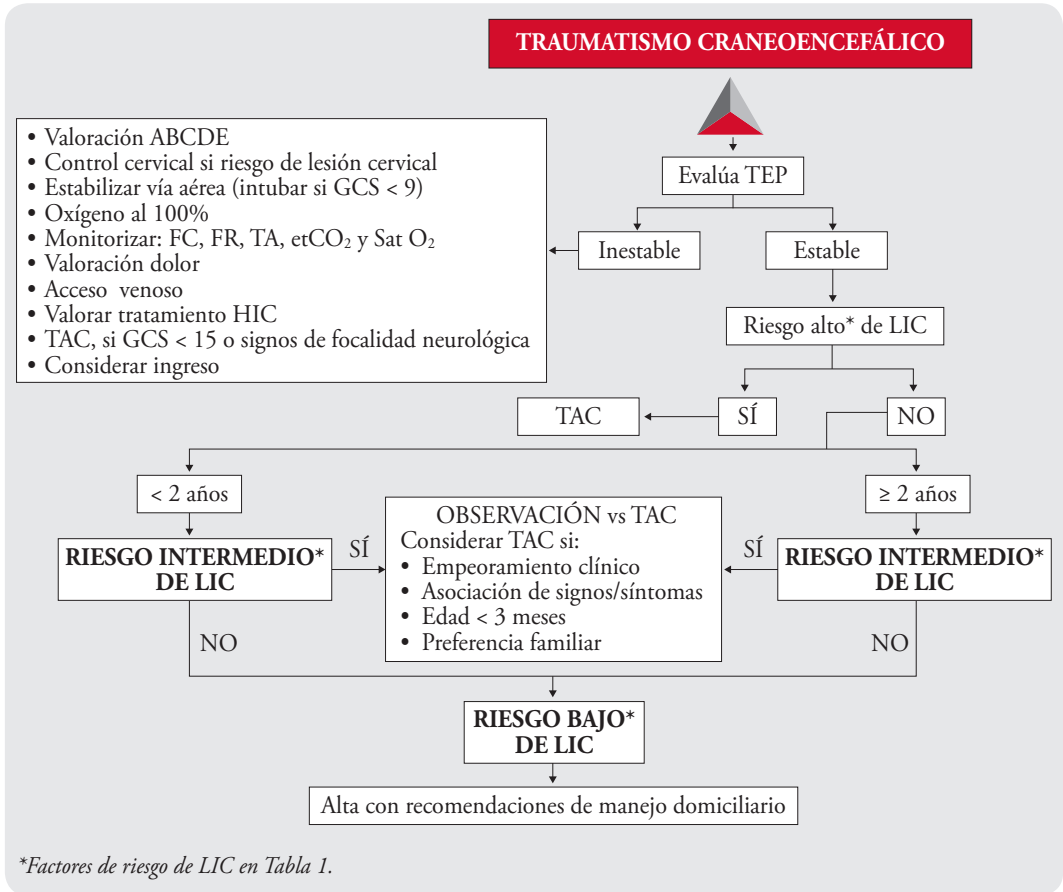 TRAUMATISMO CRANEOENCEFÁLICO
Evalúa TEP
Inestable
Estable
• Valoración ABCDE
• Control cervical si riesgo de lesión cervical
• Estabilizar vía aérea (intubar si GCS < 9)
• Oxígeno al 100%
• Monitorizar: FC, FR, TA, etCO₂ y Sat O₂
• Valoración dolor
• Acceso venoso
• Valorar tratamiento HIC
• TAC, si GCS < 15 o signos de focalidad neurológica
• Considerar ingreso
Riesgo alto* de LIC
TAC
SÍ
NO
< 2 años
≥ 2 años
RIESGO INTERMEDIO*
DE LIC
SÍ
OBSERVACIÓN vs TAC
Considerar TAC si:
• Empeoramiento clínico
• Asociación de signos/síntomas
• Edad < 3 meses
• Preferencia familiar
SÍ
RIESGO INTERMEDIO*
DE LIC
NO
NO
RIESGO BAJO*
DE LIC
Alta con recomendaciones de manejo domiciliario
*Factores de riesgo de LIC en Tabla 1.